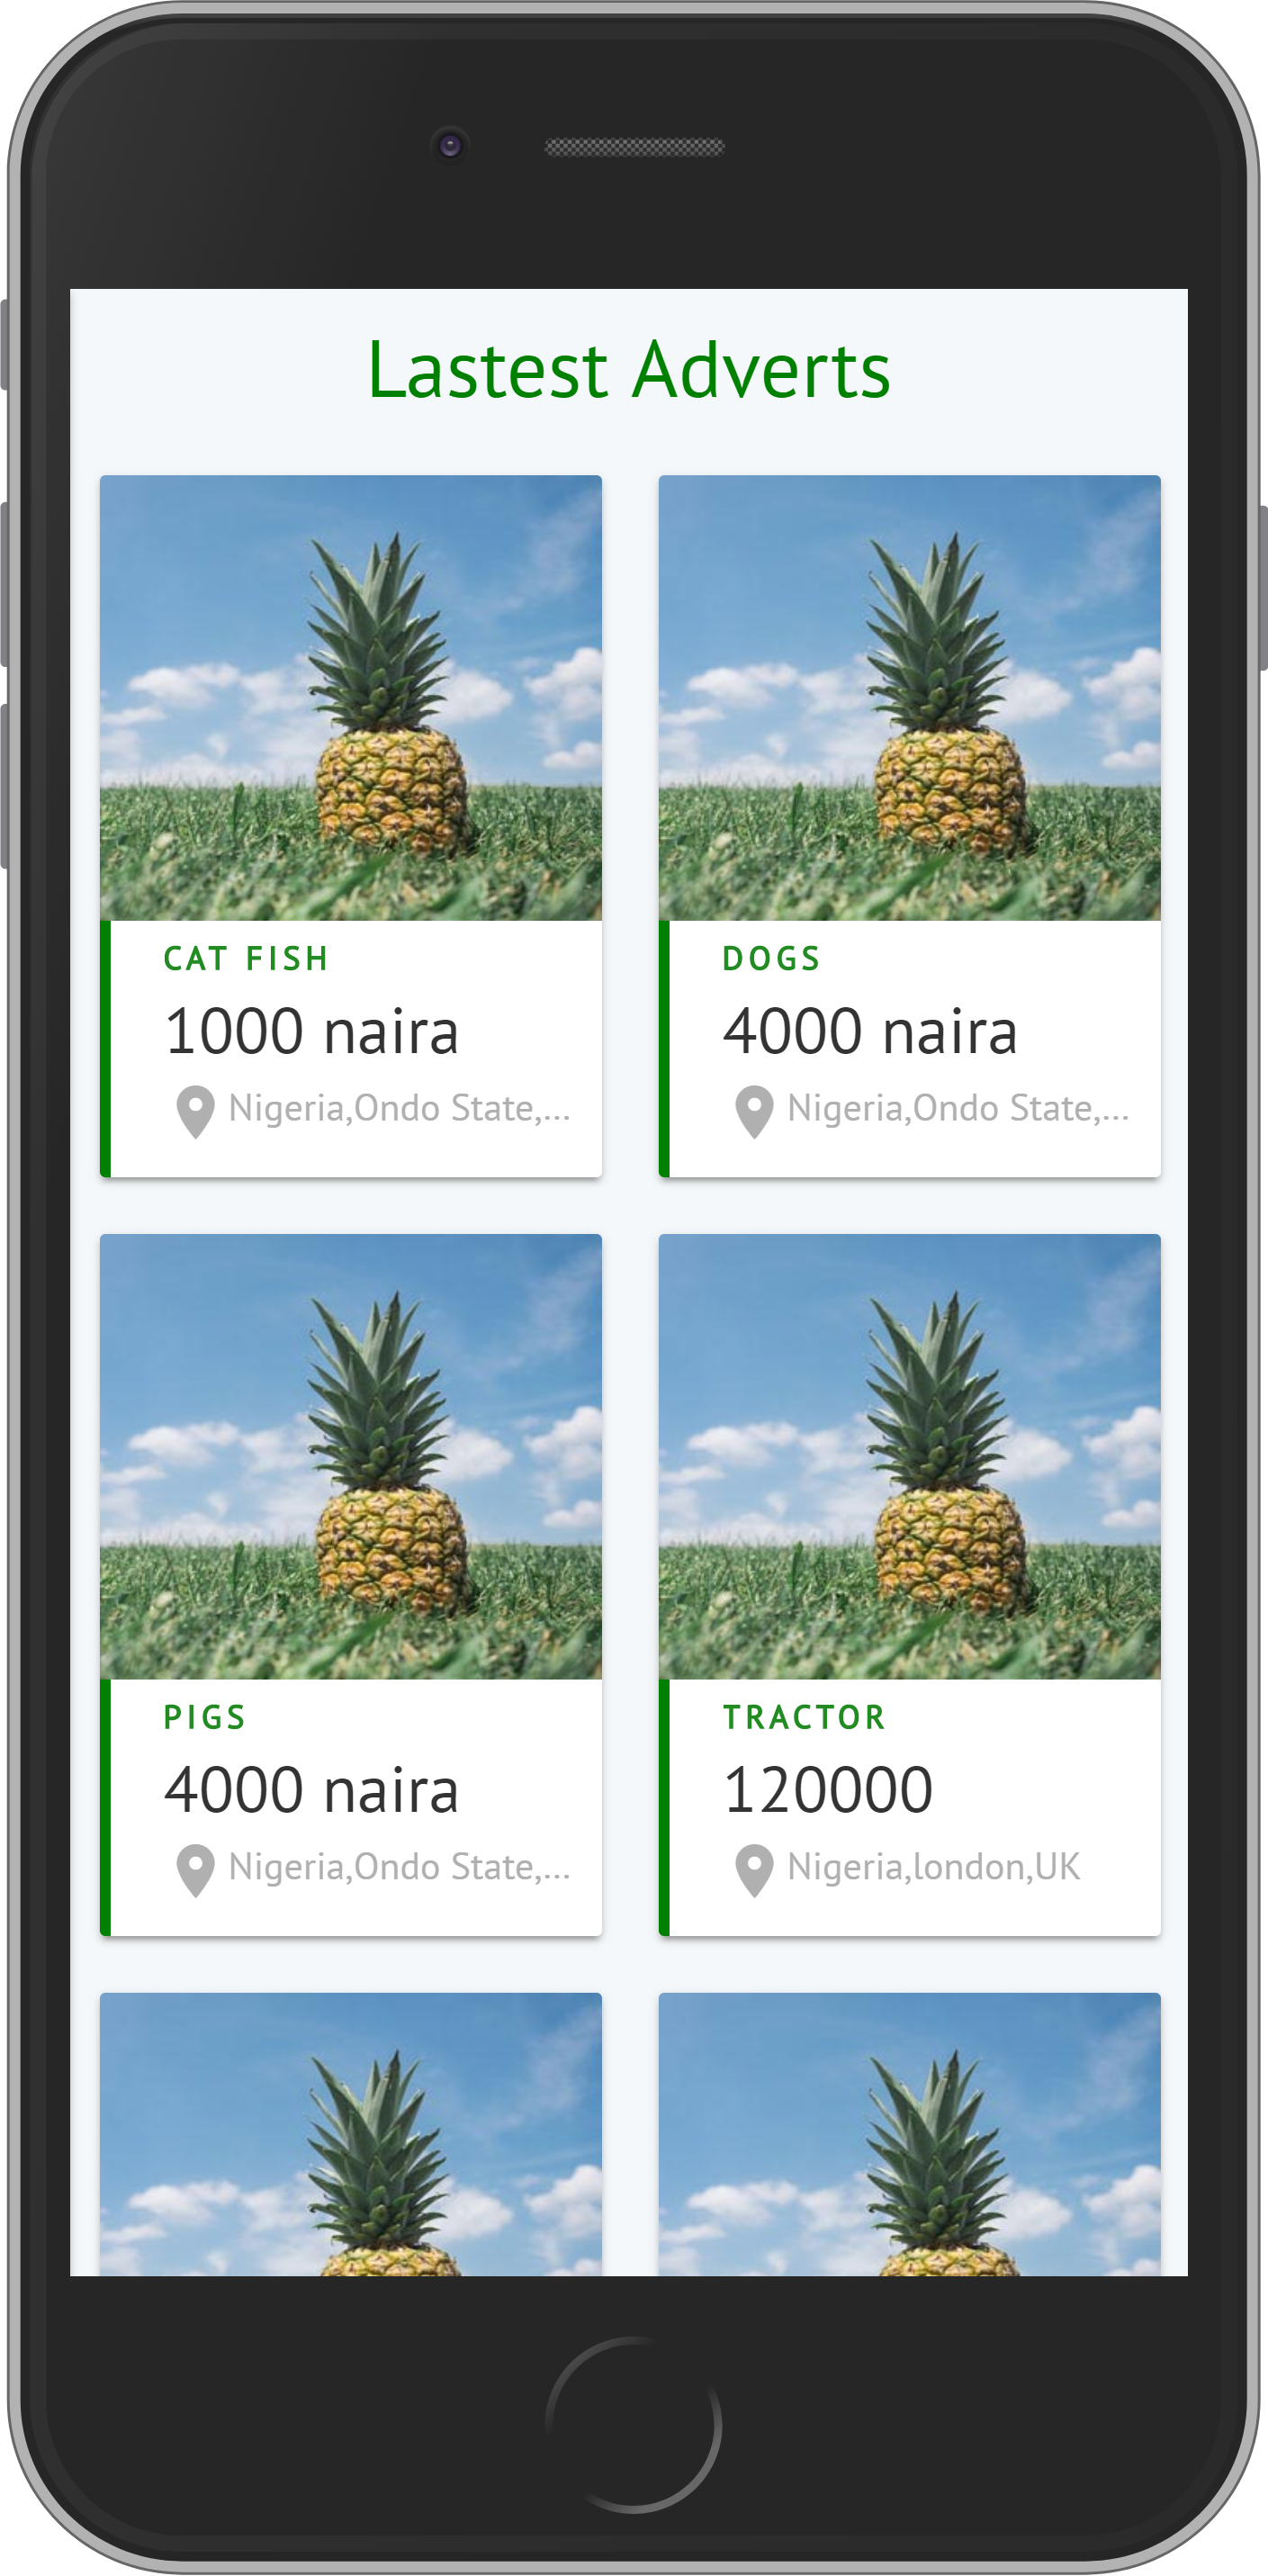 Lastest Adverts
CAT FISH
1000 naira
Nigeria,Ondo State,...
DOGS
4000 naira
Nigeria,Ondo State,...
PIGS
4000 naira
Nigeria,Ondo State,...
TRACTOR
120000
Nigeria,london,UK